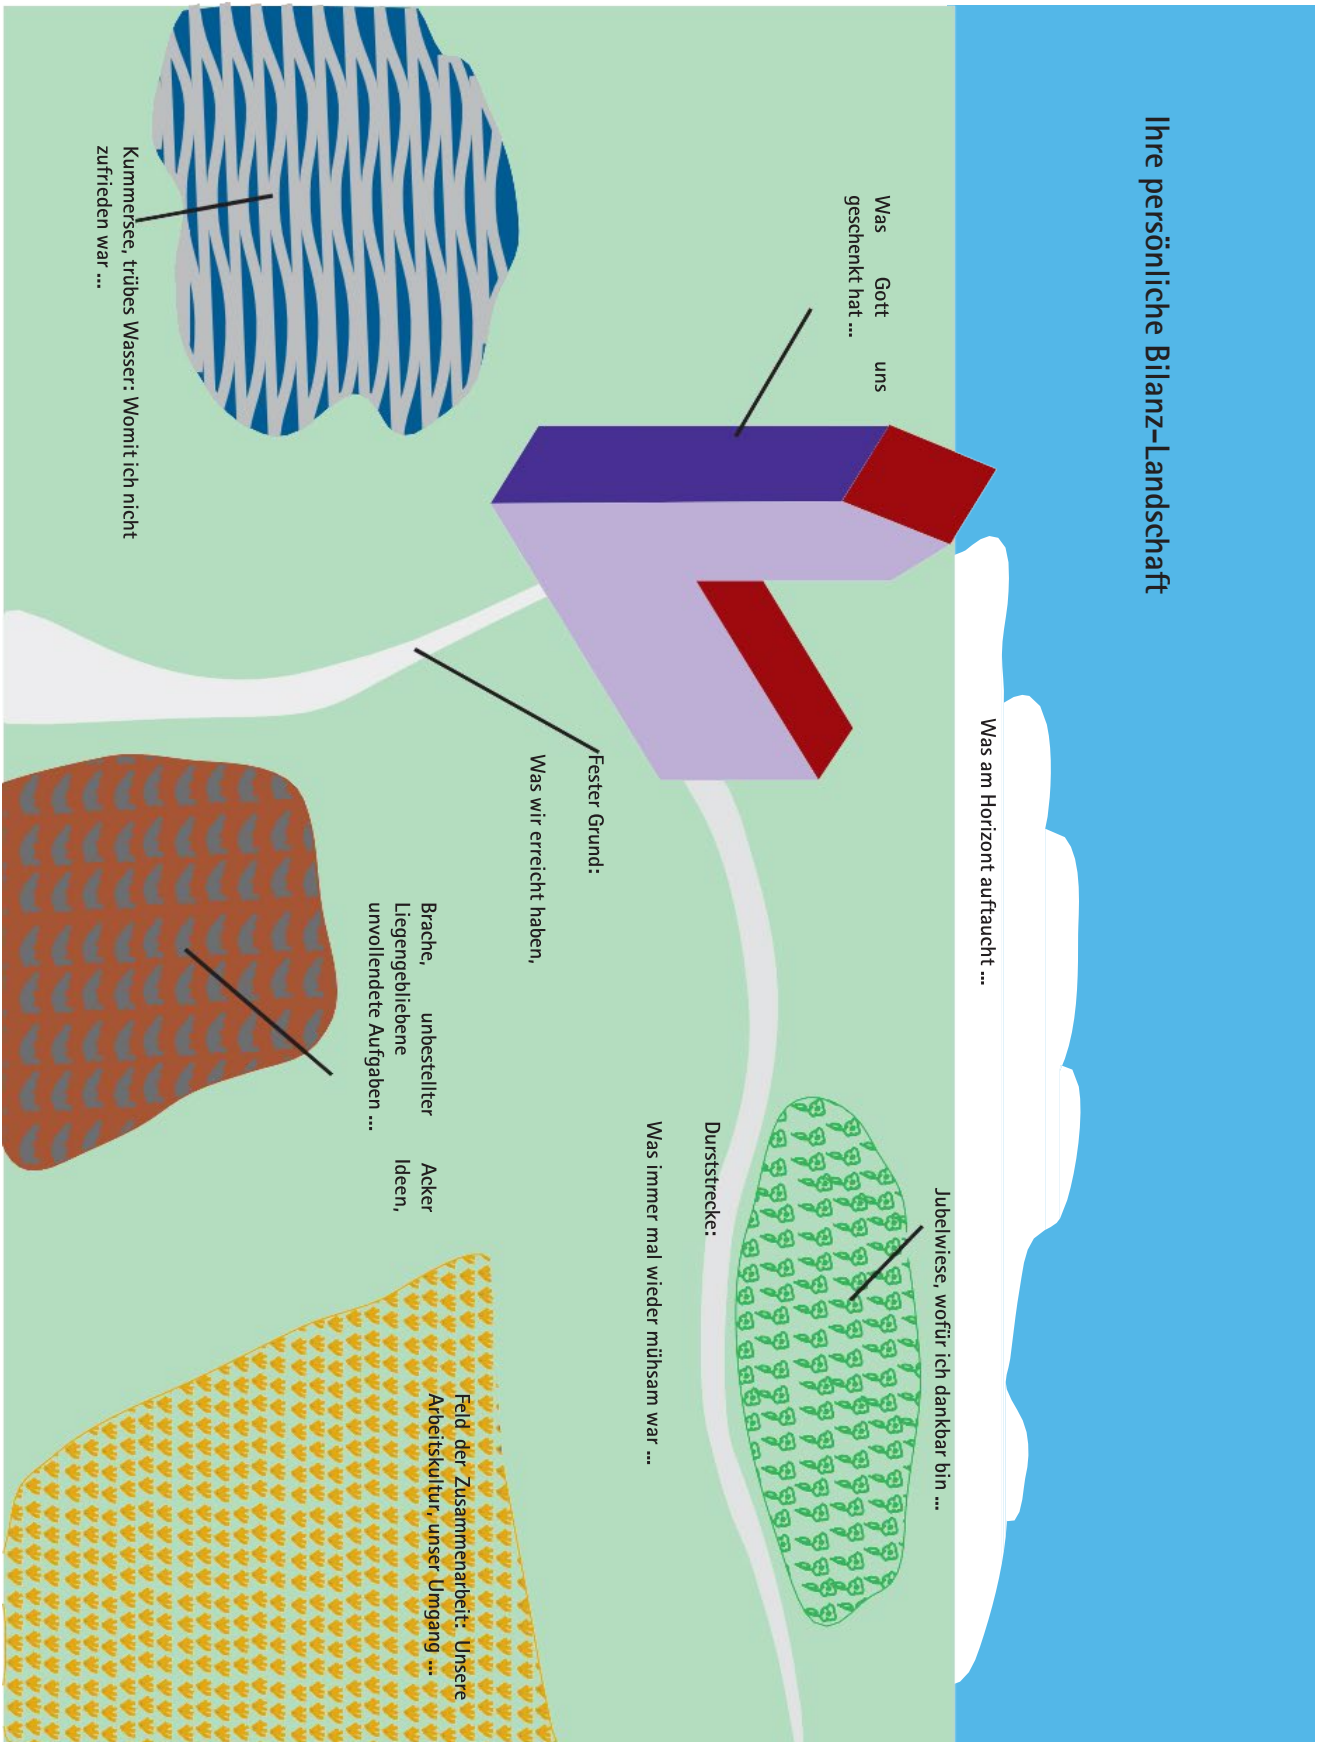 Ihre persönliche Bilanz-Landschaft
Was am Horizont auftaucht ...
Was Gott uns
geschenkt hat ...
Jubelwiese, wofür ich dankbar bin ...
Durststrecke:
Was immer mal wieder mühsam war ...
Fester Grund:
Was wir erreicht haben,
Brache, unbestellter Acker
Liegengebliebene Ideen,
unvollendete Aufgaben ...
Feld der Zusammenarbeit: Unsere
Arbeitskultur, unser Umgang ...
Kummersee, trübes Wasser: Womit ich nicht
zufrieden war ...